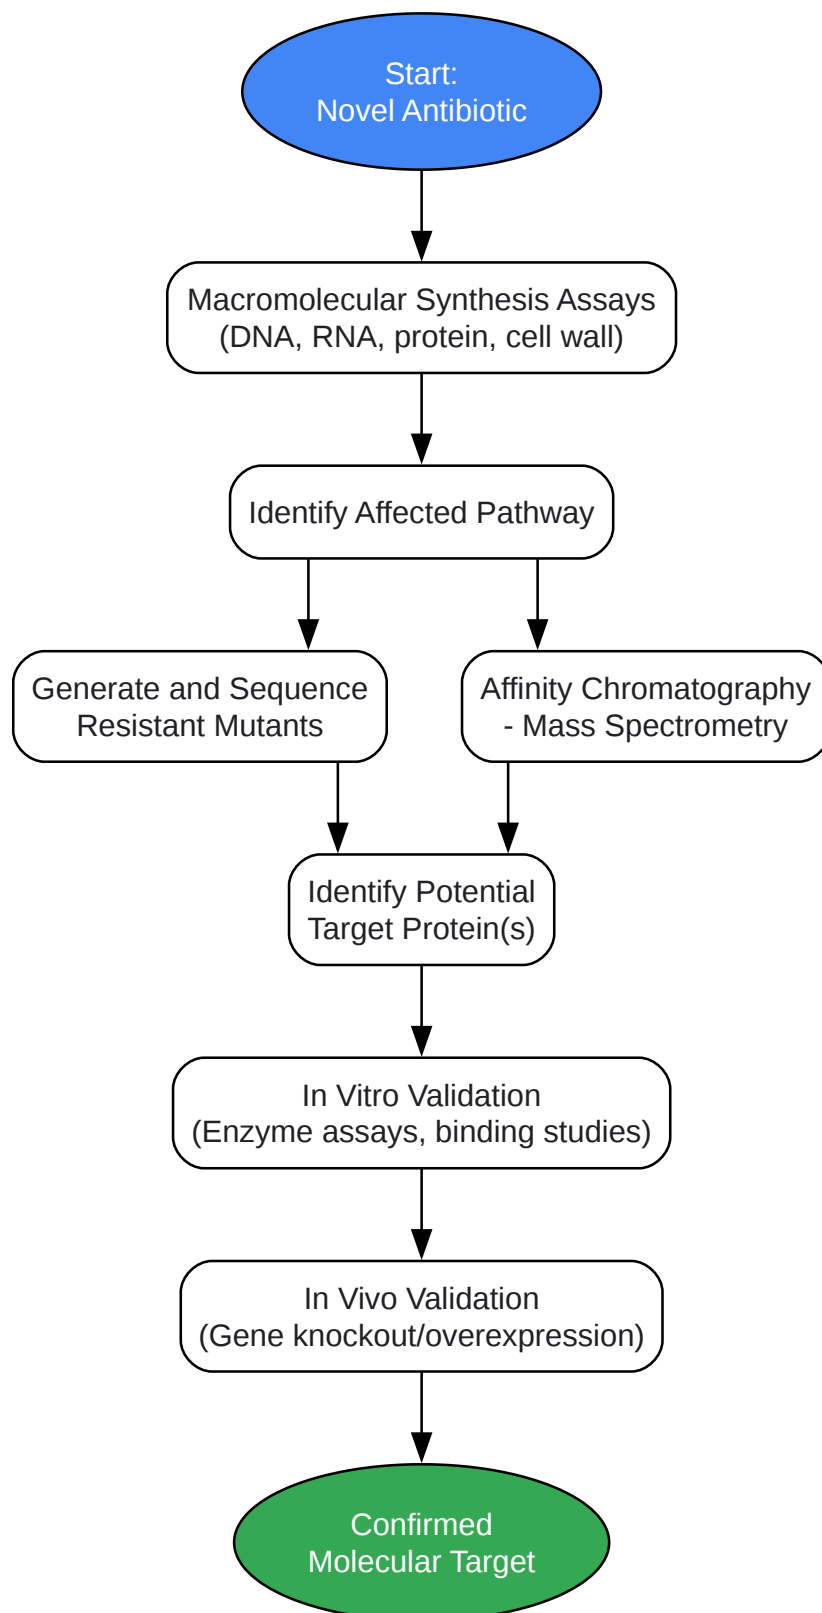 Start:
Novel Antibiotic
Macromolecular Synthesis Assays
(DNA, RNA, protein, cell wall)
Identify Affected Pathway
Generate and Sequence
Resistant Mutants
Affinity Chromatography
- Mass Spectrometry
Identify Potential
Target Protein(s)
In Vitro Validation
(Enzyme assays, binding studies)
In Vivo Validation
(Gene knockout/overexpression)
Confirmed
Molecular Target